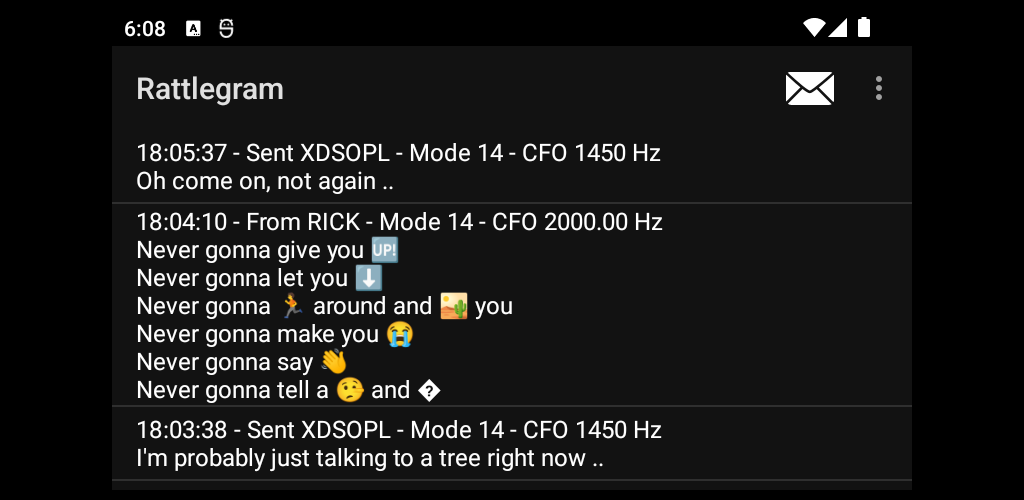 6:08
Rattlegram
18:05:37 - Sent XDSOPL - Mode 14 - CFO 1450 Hz
Oh come on, not again ..
18:04:10 - From RICK - Mode 14 - CFO 2000.00 Hz
Never gonna give you 🆙
Never gonna let you ⬇️
Never gonna 🏃 around and 🏜️ you
Never gonna make you 😭
Never gonna say 👋
Never gonna tell a 🤥 and �
18:03:38 - Sent XDSOPL - Mode 14 - CFO 1450 Hz
I'm probably just talking to a tree right now ..